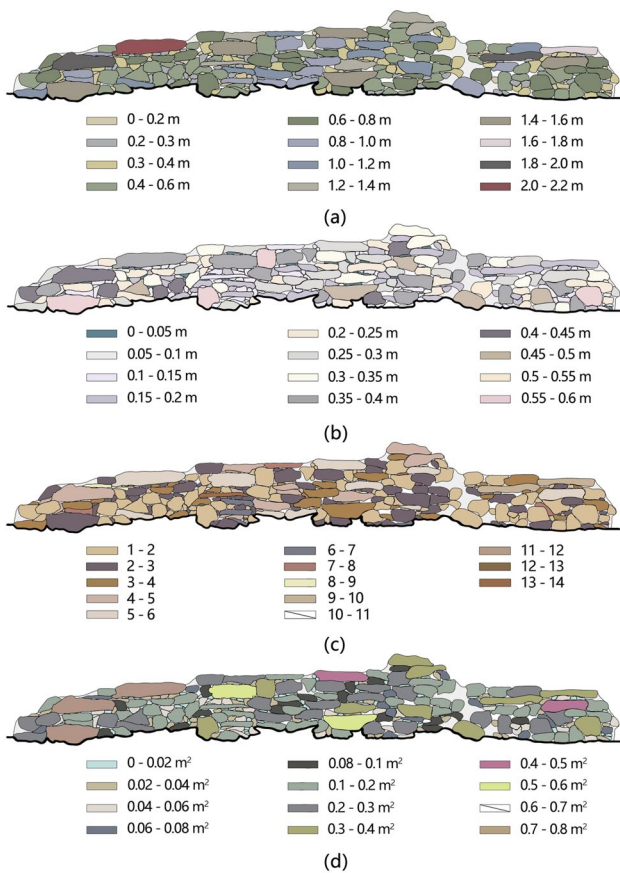 0 - 0.2 m
0.2 - 0.3 m
0.3 - 0.4 m
0.4 - 0.6 m
0.6 - 0.8 m
0.8 - 1.0 m
1.0 - 1.2 m
1.2 - 1.4 m
1.4 - 1.6 m
1.6 - 1.8 m
1.8 - 2.0 m
2.0 - 2.2 m
(a)
0 - 0.05 m
0.05 - 0.1 m
0.1 - 0.15 m
0.15 - 0.2 m
0.2 - 0.25 m
0.25 - 0.3 m
0.3 - 0.35 m
0.35 - 0.4 m
0.4 - 0.45 m
0.45 - 0.5 m
0.5 - 0.55 m
0.55 - 0.6 m
(b)
1 - 2
2 - 3
3 - 4
4 - 5
5 - 6
6 - 7
7 - 8
8 - 9
9 - 10
10 - 11
11 - 12
12 - 13
13 - 14
(c)
0 - 0.02 m²
0.02 - 0.04 m²
0.04 - 0.06 m²
0.06 - 0.08 m²
0.08 - 0.1 m²
0.1 - 0.2 m²
0.2 - 0.3 m²
0.3 - 0.4 m²
0.4 - 0.5 m²
0.5 - 0.6 m²
0.6 - 0.7 m²
0.7 - 0.8 m²
(d)